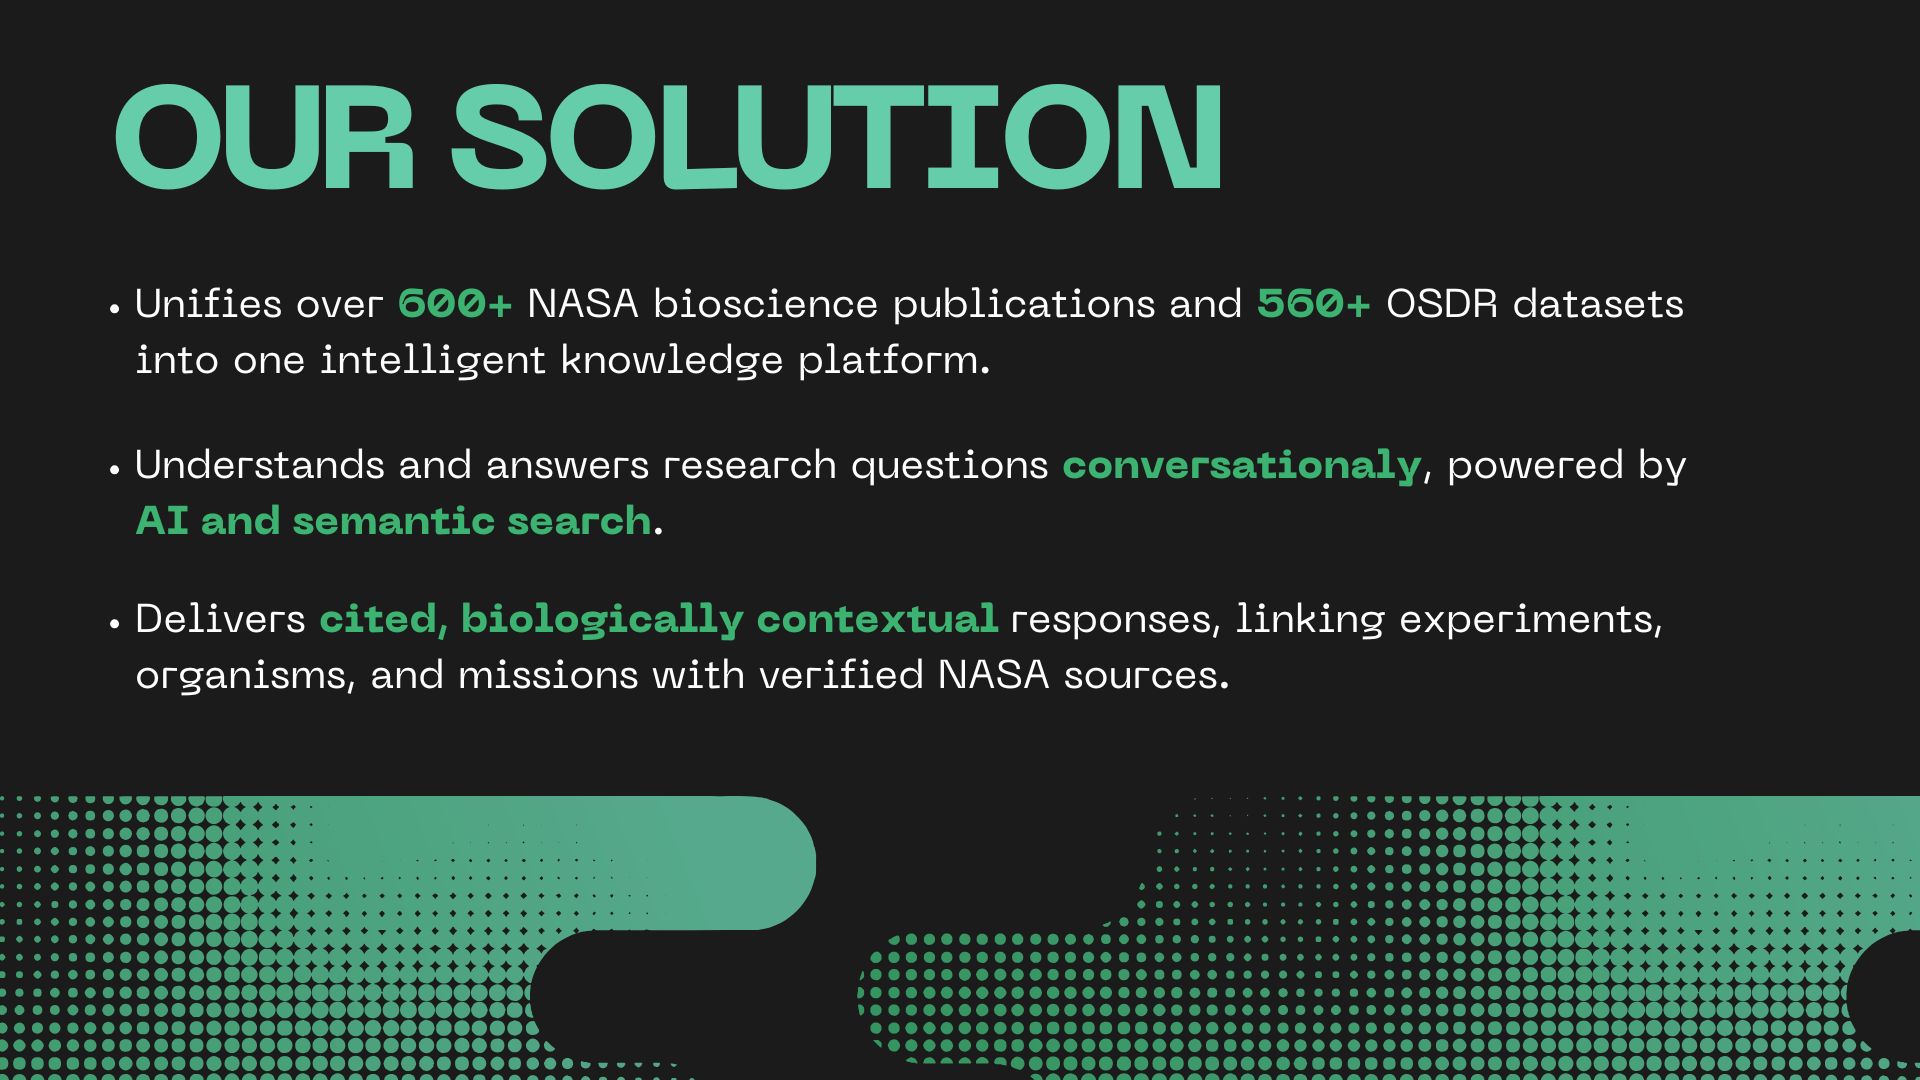 OUR SOLUTION
• Unifies over 600+ NASA bioscience publications and 560+ OSDR datasets
into one intelligent knowledge platform.
• Understands and answers research questions conversationaly, powered by
AI and semantic search.
• Delivers cited, biologically contextual responses, linking experiments,
organisms, and missions with verified NASA sources.